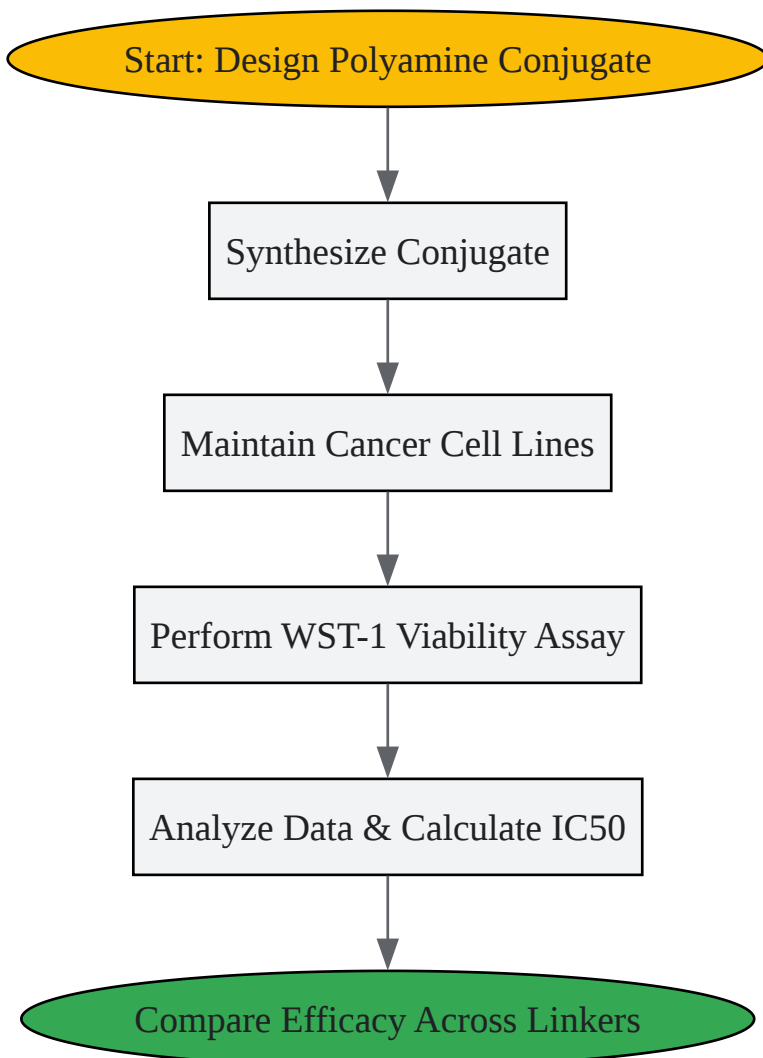 Start: Design Polyamine Conjugate
Synthesize Conjugate
Maintain Cancer Cell Lines
Perform WST-1 Viability Assay
Analyze Data & Calculate IC50
Compare Efficacy Across Linkers